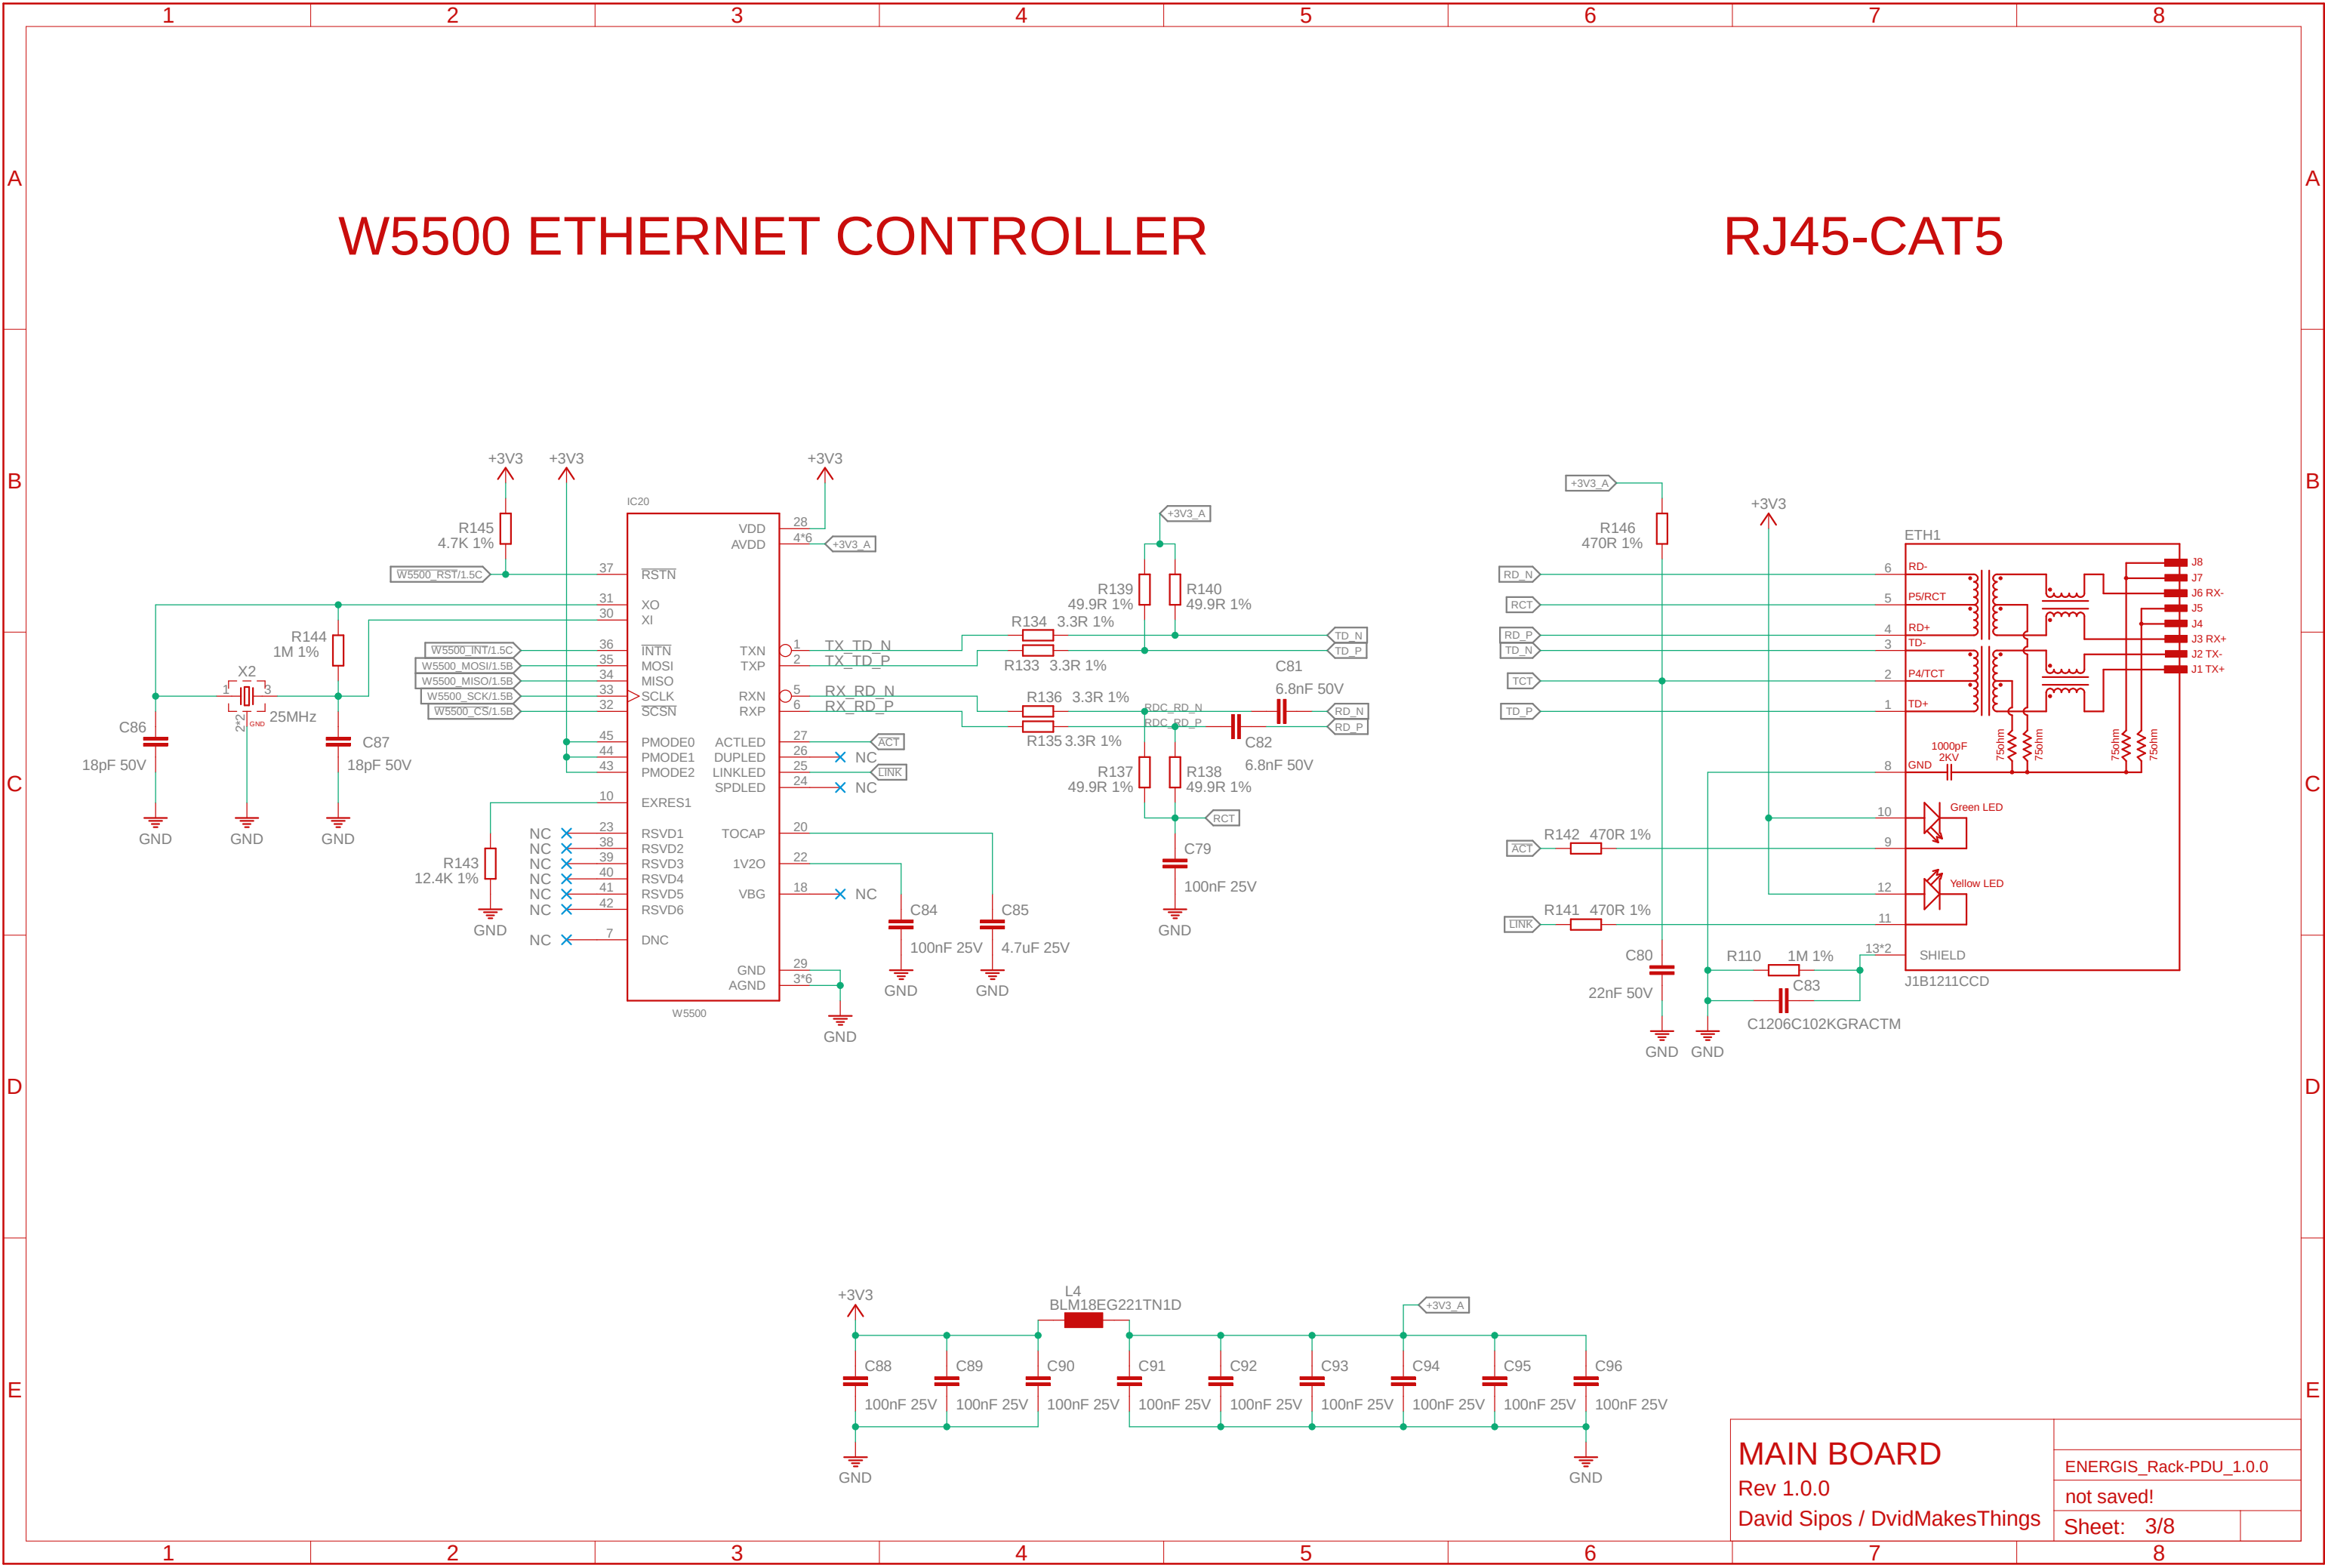 1 2 3 4 5 6 7 8
A A
W5500 ETHERNET CONTROLLER
RJ45-CAT5
B B
+3V3
+3V3
+3V3
R145
4.7K 1%
W5500_RST/1.5C
R144
1M 1%
X2
1
3
2*2
GND
25MHz
C86
18pF 50V
C87
18pF 50V
GND
GND
GND
W5500_INT/1.5C
W5500_MOSI/1.5B
W5500_MISO/1.5B
W5500_SCK/1.5B
W5500_CS/1.5B
R143
12.4K 1%
GND
NC
NC
NC
NC
NC
NC
NC
IC20
37 RSTN
31 XO
30 XI
36 INTN
35 MOSI
34 MISO
33 SCLK
32 SCSN
45 PMODE0
44 PMODE1
43 PMODE2
10 EXRES1
23 RSVD1
38 RSVD2
39 RSVD3
40 RSVD4
41 RSVD5
42 RSVD6
7 DNC
VDD 28
AVDD 4*6
+3V3_A
TXN 1 TX_TD_N
TXP 2 TX_TD_P
RXN 5 RX_RD_N
RXP 6 RX_RD_P
ACTLED 27 ACT
DUPLED 26 NC
LINKLED 25 LINK
SPDLED 24 NC
TOCAP 20
1V2O 22
VBG 18 NC
GND 29
AGND 3*6
W5500
GND
C84
100nF 25V
GND
C85
4.7uF 25V
GND
+3V3_A
R139
49.9R 1%
R140
49.9R 1%
R134 3.3R 1%
R133 3.3R 1%
TD_N
TD_P
C81
6.8nF 50V
R136 3.3R 1%
R135 3.3R 1%
RDC_RD_N
RDC_RD_P
RD_N
RD_P
C82
6.8nF 50V
R137
49.9R 1%
R138
49.9R 1%
RCT
C79
100nF 25V
GND
+3V3_A
R146
470R 1%
+3V3
RD_N
RCT
RD_P
TD_N
TCT
TD_P
R142 470R 1%
ACT
R141 470R 1%
LINK
C80
22nF 50V
GND
GND
R110 1M 1%
C83
C1206C102KGRACTM
ETH1
6 RD-
5 P5/RCT
4 RD+
3 TD-
2 P4/TCT
1 TD+
8 GND
1000pF
2KV
75ohm
75ohm
75ohm
75ohm
10
Green LED
9
12
Yellow LED
11
13*2 SHIELD
J1B1211CCD
J8
J7
J6 RX-
J5
J4
J3 RX+
J2 TX-
J1 TX+
C C
D D
+3V3
L4
BLM18EG221TN1D
+3V3_A
C88
100nF 25V
C89
100nF 25V
C90
100nF 25V
C91
100nF 25V
C92
100nF 25V
C93
100nF 25V
C94
100nF 25V
C95
100nF 25V
C96
100nF 25V
GND
GND
E E
MAIN BOARD
Rev 1.0.0
David Sipos / DvidMakesThings
ENERGIS_Rack-PDU_1.0.0
not saved!
Sheet: 3/8
1 2 3 4 5 6 7 8